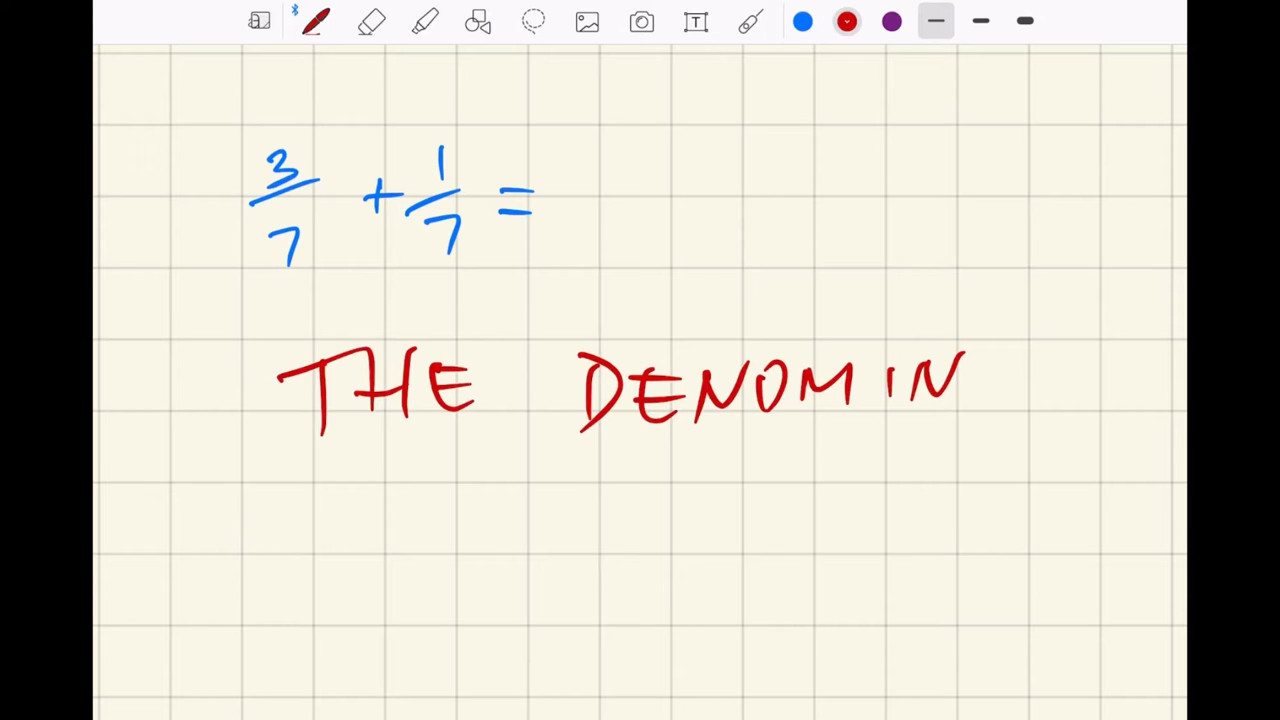 3/7 + 1/7 =
THE DENOMIN